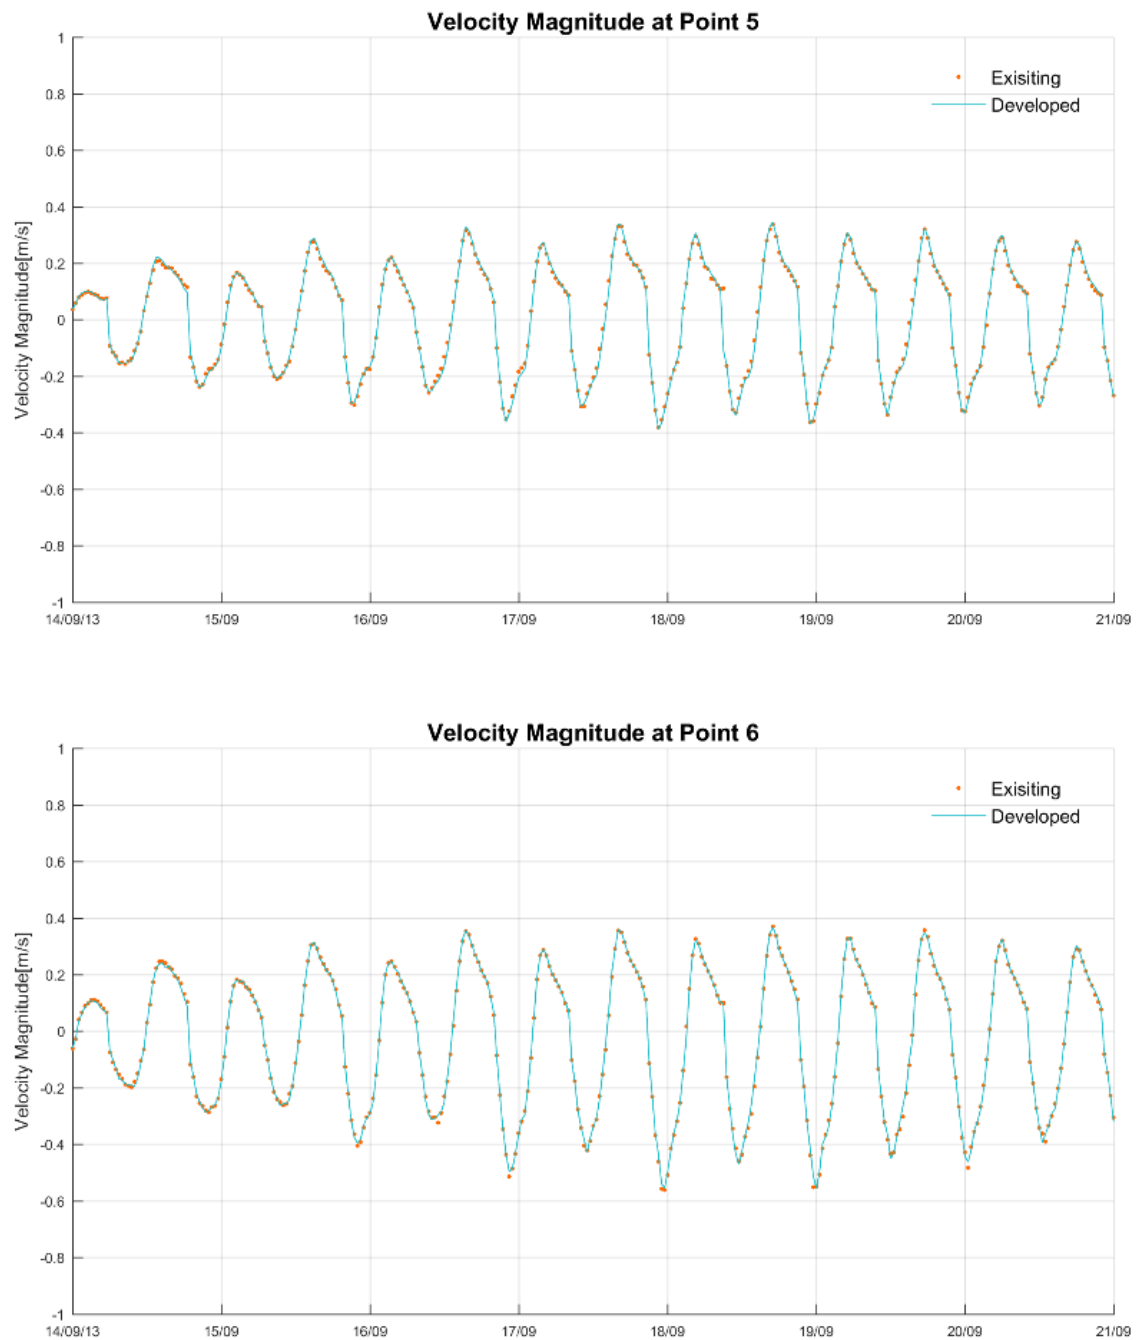 Velocity Magnitude at Point 5
1
0.8
0.6
0.4
0.2
0
-0.2
-0.4
-0.6
-0.8
-1
Velocity Magnitude[m/s]
Exisiting
Developed
14/09/13 15/09 16/09 17/09 18/09 19/09 20/09 21/09
Velocity Magnitude at Point 6
1
0.8
0.6
0.4
0.2
0
-0.2
-0.4
-0.6
-0.8
-1
Velocity Magnitude[m/s]
Exisiting
Developed
14/09/13 15/09 16/09 17/09 18/09 19/09 20/09 21/09